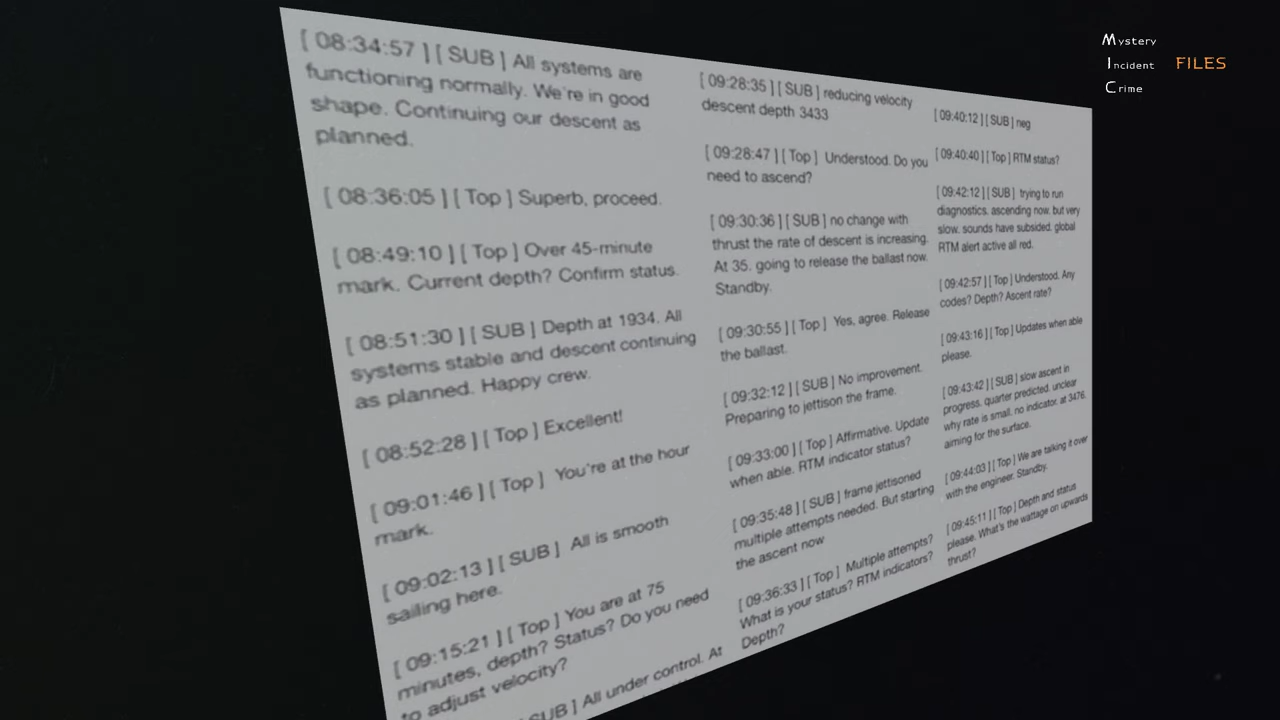 [ 08:34:57 ] [ SUB ] All systems are
functioning normally. We're in good
shape. Continuing our descent as
planned.
[ 08:36:05 ] [ Top ] Superb, proceed.
[ 08:49:10 ] [ Top ] Over 45-minute
mark. Current depth? Confirm status.
[ 08:51:30 ] [ SUB ] Depth at 1934. All
systems stable and descent continuing
as planned. Happy crew.
[ 08:52:28 ] [ Top ] Excellent!
[ 09:01:46 ] [ Top ] You're at the hour
mark.
[ 09:02:13 ] [ SUB ] All is smooth
sailing here.
[ 09:15:21 ] [ Top ] You are at 75
minutes, depth? Status? Do you need
to adjust velocity?
SUB ] All under control. At
[ 09:28:35 ] [ SUB ] reducing velocity
descent depth 3433
[ 09:28:47 ] [ Top ] Understood. Do you
need to ascend?
[ 09:30:36 ] [ SUB ] no change with
thrust the rate of descent is increasing.
At 35. going to release the ballast now.
Standby.
[ 09:30:55 ] [ Top ] Yes, agree. Release
the ballast.
[ 09:32:12 ] [ SUB ] No improvement.
Preparing to jettison the frame.
[ 09:33:00 ] [ Top ] Affirmative. Update
when able. RTM indicator status?
[ 09:35:48 ] [ SUB ] frame jettisoned
multiple attempts needed. But starting
the ascent now
[ 09:36:33 ] [ Top ] Multiple attempts?
What is your status? RTM indicators?
Depth?
[ 09:40:12 ] [ SUB ] neg
[ 09:40:40 ] [ Top ] RTM status?
[ 09:42:12 ] [ SUB ] trying to run
diagnostics. ascending now. but very
slow. sounds have subsided. global
RTM alert active all red.
[ 09:42:57 ] [ Top ] Understood. Any
codes? Depth? Ascent rate?
[ 09:43:16 ] [ Top ] Updates when able
please.
[ 09:43:42 ] [ SUB ] slow ascent in
progress. quarter predicted. unclear
why rate is small. no indicator. at 3476.
aiming for the surface.
[ 09:44:03 ] [ Top ] We are talking it over
with the engineer. Standby.
[ 09:45:11 ] [ Top ] Depth and status
please. What's the wattage on upwards
thrust?
Mystery
Incident FILES
Crime